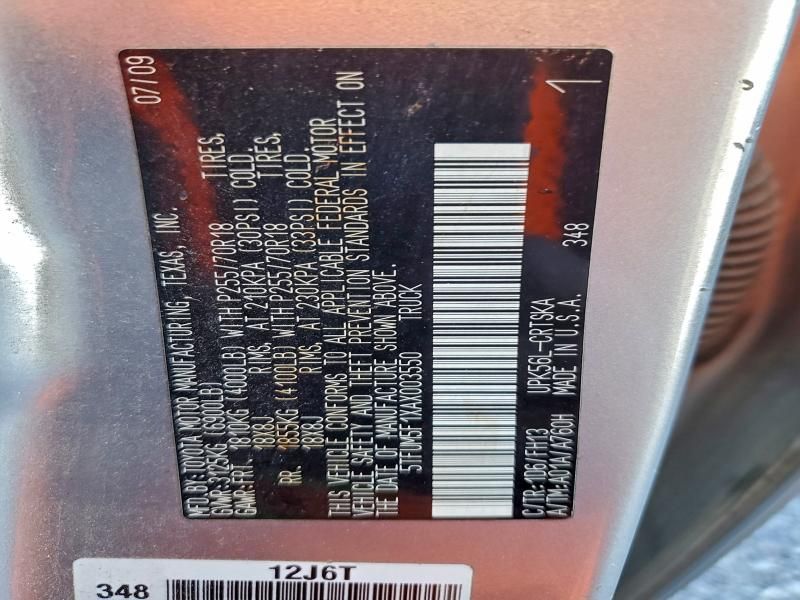 MFD.BY: TOYOTA MOTOR MANUFACTURING, TEXAS, INC. 07/09
GVWR: 3125KG (6900LB)
GAWR: FRT. 1810KG (4000LB) WITH P255/70R18 TIRES,
18X8J RIMS, AT 210KPA (30PSI) COLD.
RR. 1855KG (4100LB) WITH P255/70R18 TIRES,
18X8J RIMS, AT 230KPA (33PSI) COLD.
THIS VEHICLE CONFORMS TO ALL APPLICABLE FEDERAL MOTOR
VEHICLE SAFETY AND THEFT PREVENTION STANDARDS IN EFFECT ON
THE DATE OF MANUFACTURE SHOWN ABOVE.
5TFUM5F1XAX003550 TRUCK
C/TR: 1D6/FH13 UPK56L-CRTSKA 348 1
A/TM: A01A/A760H MADE IN U.S.A.
12J6T
348